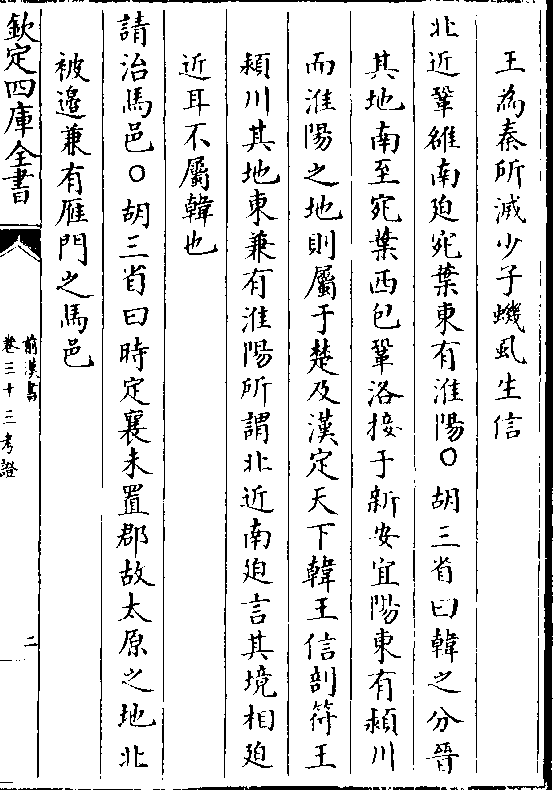 王為秦所滅少子蟣虱生信
北近鞏雒南迫宛葉東有淮陽○胡三省曰韓之分晉
其地南至宛葉西包鞏洛接于新安宜陽東有潁川
而淮陽之地則屬于楚及漢定天下韓王信剖符王
潁川其地東兼有淮陽所謂北近南迫言其境相迫
近耳不屬韓也
請治馬邑○胡三省曰時定襄未置郡故太原之地北
被邉兼有雁門之馬邑
欽定四庫全書
前漢書
卷三十三考證
二